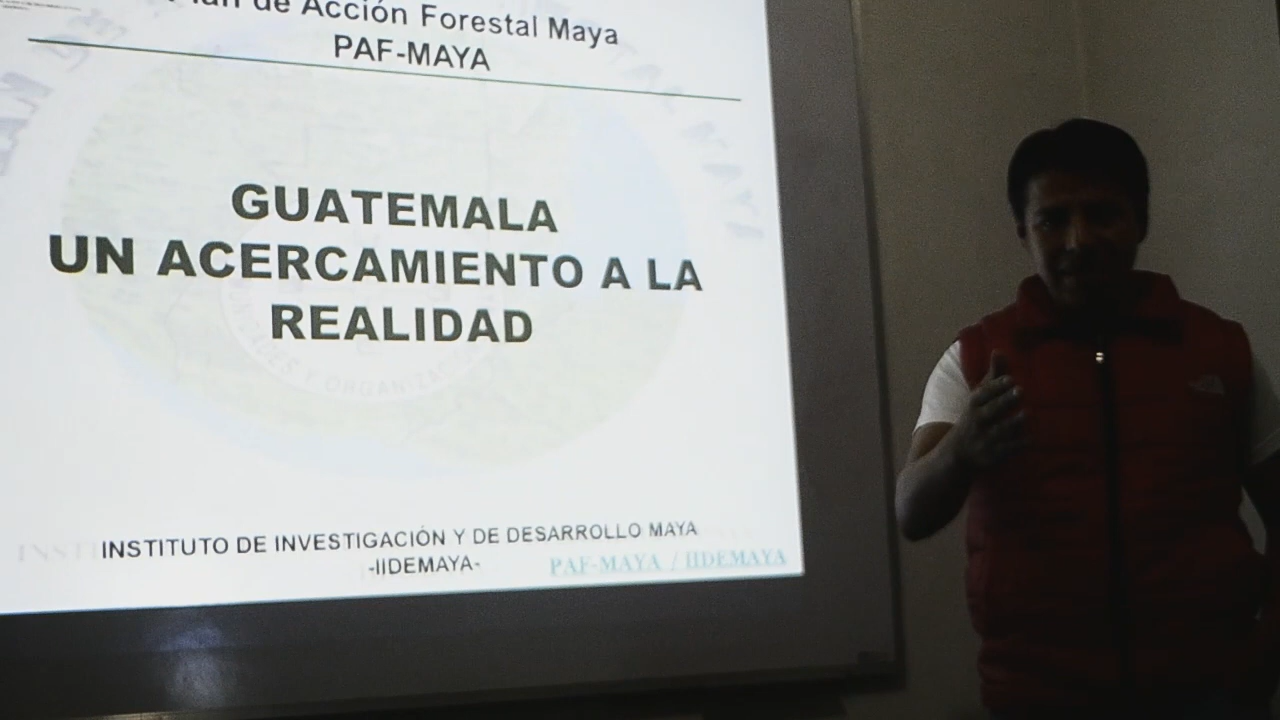 de Acción Forestal Maya
PAF-MAYA
GUATEMALA
UN ACERCAMIENTO A LA
REALIDAD
INSTITUTO DE INVESTIGACIÓN Y DE DESARROLLO MAYA
-IIDEMAYA-
PAF-MAYA / IIDEMAYA